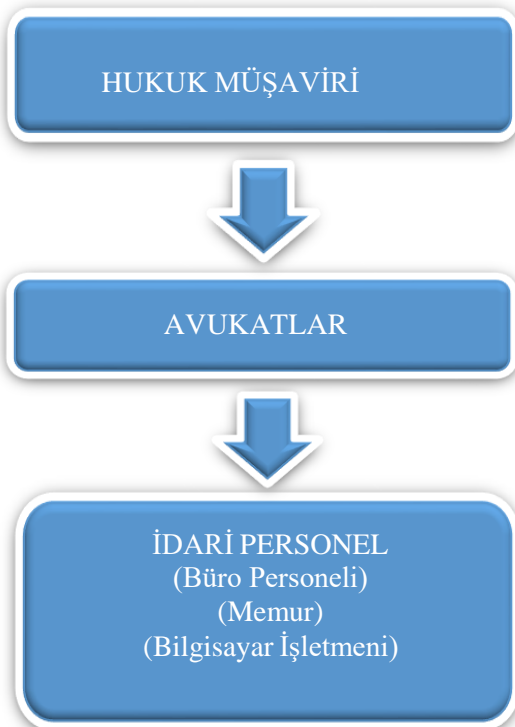 HUKUK MÜŞAVİRİ
AVUKATLAR
İDARİ PERSONEL
(Büro Personeli)
(Memur)
(Bilgisayar İşletmeni)